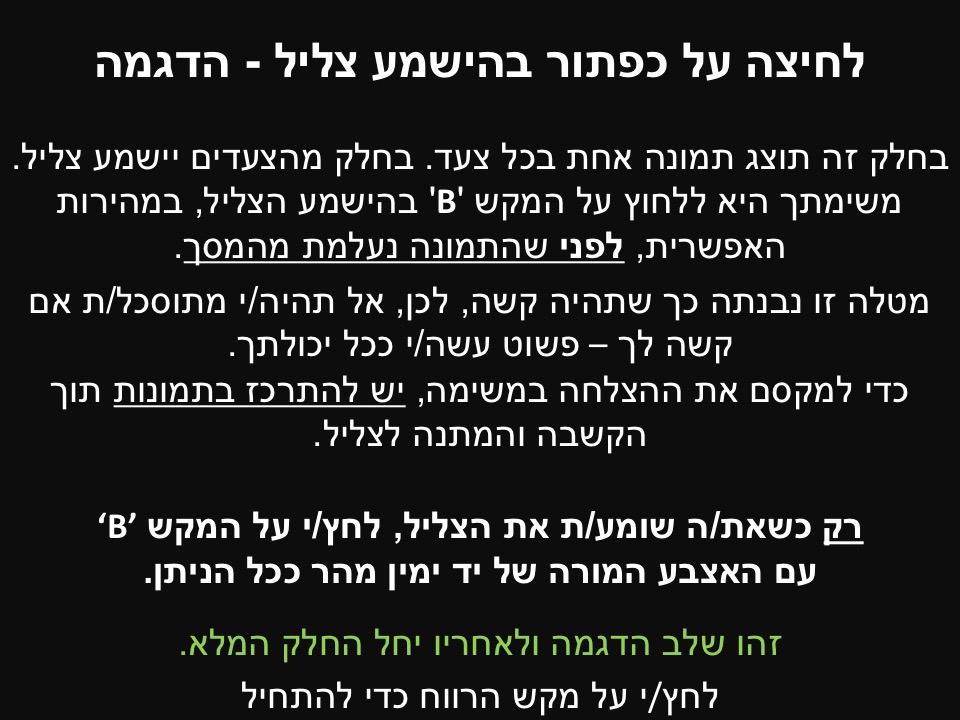 לחיצה על כפתור בהישמע צליל - הדגמה
בחלק זה תוצג תמונה אחת בכל צעד. בחלק מהצעדים יישמע צליל.
משימתך היא ללחוץ על המקש 'B' בהישמע הצליל, במהירות
האפשרית, לפני שהתמונה נעלמת מהמסך.
מטלה זו נבנתה כך שתהיה קשה, לכן, אל תהיה/י מתוסכל/ת אם
קשה לך – פשוט עשה/י ככל יכולתך.
כדי למקסם את ההצלחה במשימה, יש להתרכז בתמונות תוך
הקשבה והמתנה לצליל.
רק כשאת/ה שומע/ת את הצליל, לחץ/י על המקש ’B‘
עם האצבע המורה של יד ימין מהר ככל הניתן.
זהו שלב הדגמה ולאחריו יחל החלק המלא.
לחץ/י על מקש הרווח כדי להתחיל